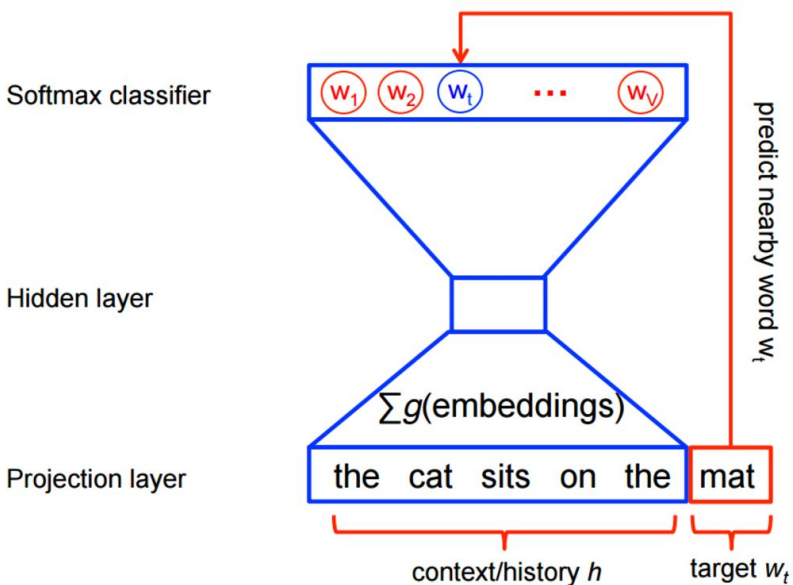 Softmax classifier
w₁ w₂ wₜ ... w_V
predict nearby word wₜ
Hidden layer
∑g(embeddings)
Projection layer
the cat sits on the mat
context/history h
target wₜ